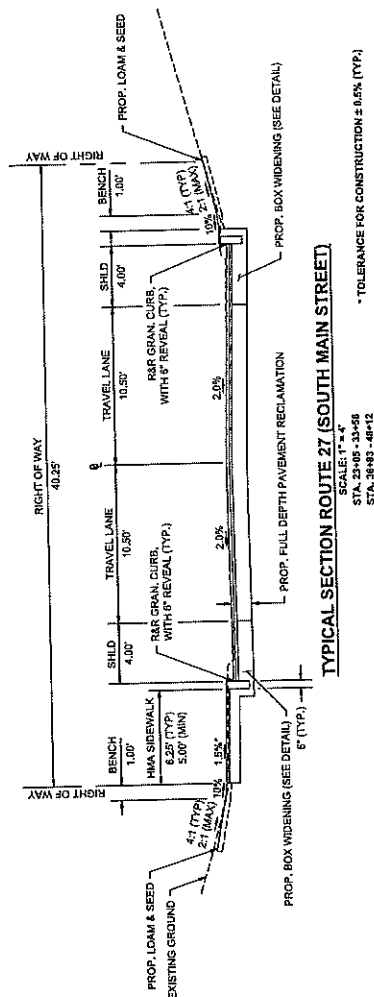 RIGHT OF WAY
40.25'
RIGHT OF WAY
RIGHT OF WAY
BENCH
1.00'
SHLD
4.00'
TRAVEL LANE
10.50'
TRAVEL LANE
10.50'
SHLD
4.00'
BENCH
1.00'
HMA SIDEWALK
6.25' (TYP)
5.00' (MIN)
1.5%*
10%
4:1 (TYP)
2:1 (MAX)
R&R GRAN. CURB,
WITH 6" REVEAL (TYP.)
R&R GRAN. CURB,
WITH 6" REVEAL (TYP.)
2.0%
2.0%
10%
4:1 (TYP)
2:1 (MAX)
PROP. LOAM & SEED
EXISTING GROUND
PROP. LOAM & SEED
PROP. BOX WIDENING (SEE DETAIL)
6" (TYP.)
PROP. FULL DEPTH PAVEMENT RECLAMATION
PROP. BOX WIDENING (SEE DETAIL)
TYPICAL SECTION ROUTE 27 (SOUTH MAIN STREET)
SCALE: 1" = 4'
STA. 23+05 - 33+56
* TOLERANCE FOR CONSTRUCTION ± 0.5% (TYP.)